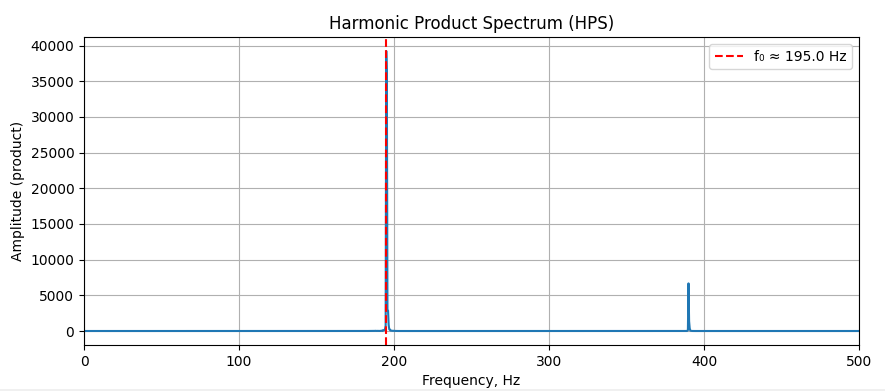 Harmonic Product Spectrum (HPS)
f₀ ≈ 195.0 Hz
Amplitude (product)
40000
35000
30000
25000
20000
15000
10000
5000
0
0 100 200 300 400 500
Frequency, Hz